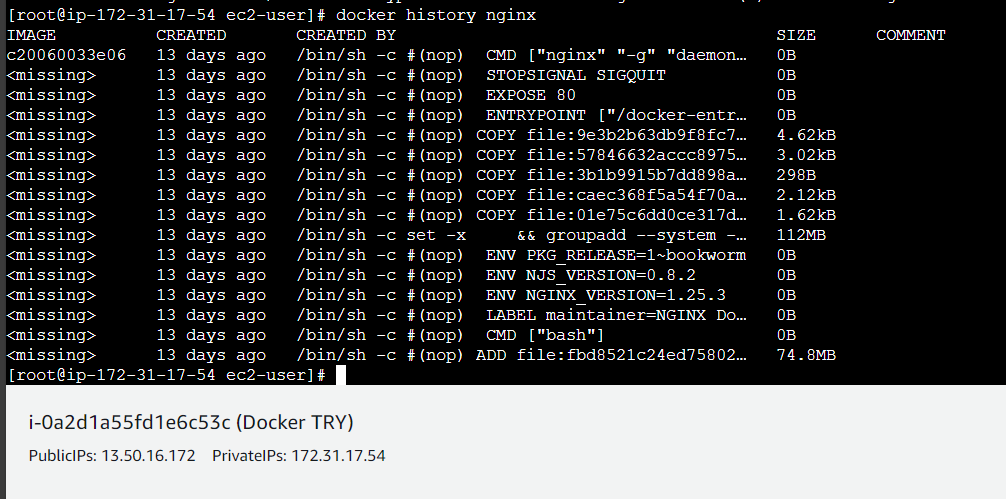 [root@ip-172-31-17-54 ec2-user]# docker history nginx
IMAGE CREATED CREATED BY SIZE COMMENT
c20060033e06 13 days ago /bin/sh -c #(nop) CMD ["nginx" "-g" "daemon… 0B
<missing> 13 days ago /bin/sh -c #(nop) STOPSIGNAL SIGQUIT 0B
<missing> 13 days ago /bin/sh -c #(nop) EXPOSE 80 0B
<missing> 13 days ago /bin/sh -c #(nop) ENTRYPOINT ["/docker-entr… 0B
<missing> 13 days ago /bin/sh -c #(nop) COPY file:9e3b2b63db9f8fc7… 4.62kB
<missing> 13 days ago /bin/sh -c #(nop) COPY file:57846632accc8975… 3.02kB
<missing> 13 days ago /bin/sh -c #(nop) COPY file:3b1b9915b7dd898a… 298B
<missing> 13 days ago /bin/sh -c #(nop) COPY file:caec368f5a54f70a… 2.12kB
<missing> 13 days ago /bin/sh -c #(nop) COPY file:01e75c6dd0ce317d… 1.62kB
<missing> 13 days ago /bin/sh -c set -x && groupadd --system -… 112MB
<missing> 13 days ago /bin/sh -c #(nop) ENV PKG_RELEASE=1~bookworm 0B
<missing> 13 days ago /bin/sh -c #(nop) ENV NJS_VERSION=0.8.2 0B
<missing> 13 days ago /bin/sh -c #(nop) ENV NGINX_VERSION=1.25.3 0B
<missing> 13 days ago /bin/sh -c #(nop) LABEL maintainer=NGINX Do… 0B
<missing> 13 days ago /bin/sh -c #(nop) CMD ["bash"] 0B
<missing> 13 days ago /bin/sh -c #(nop) ADD file:fbd8521c24ed75802… 74.8MB
[root@ip-172-31-17-54 ec2-user]#
i-0a2d1a55fd1e6c53c (Docker TRY)
PublicIPs: 13.50.16.172 PrivateIPs: 172.31.17.54